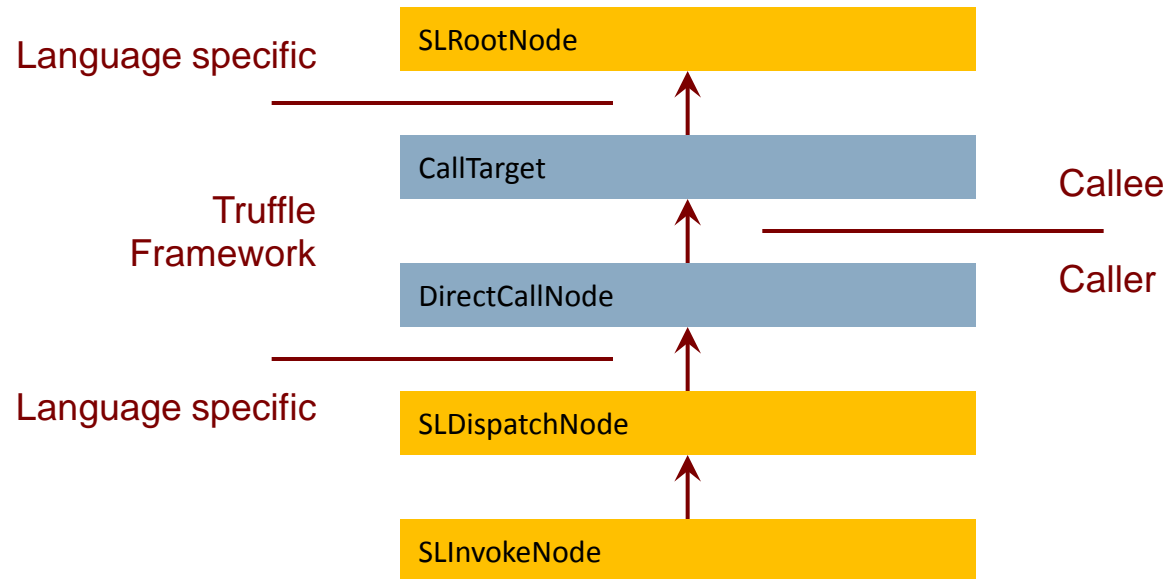 SLRootNode
Language specific
CallTarget
Callee
Truffle
Framework
Caller
DirectCallNode
Language specific
SLDispatchNode
SLInvokeNode